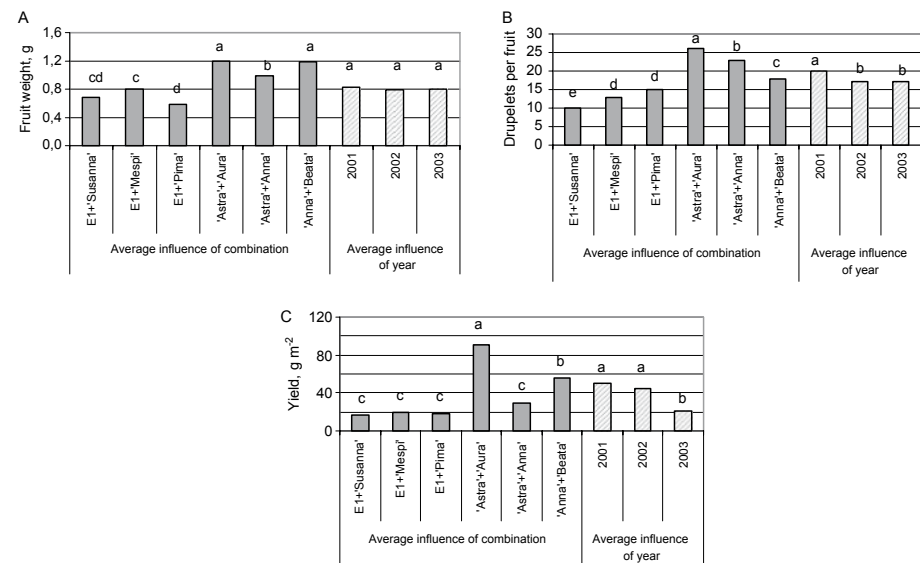 A
Fruit weight, g
1,6
1,2
0,8
0,4
0,0
cd
c
d
a
b
a
a
a
a
E1+'Susanna'
E1+'Mespi'
E1+'Pima'
'Astra'+'Aura'
'Astra'+'Anna'
'Anna'+'Beata'
2001
2002
2003
Average influence of combination
Average influence
of year
B
Drupelets per fruit
30
25
20
15
10
5
0
e
d
d
a
b
c
a
b
b
E1+'Susanna'
E1+'Mespi'
E1+'Pima'
'Astra'+'Aura'
'Astra'+'Anna'
'Anna'+'Beata'
2001
2002
2003
Average influence of combination
Average influence
of year
C
Yield, g m⁻²
120
80
40
0
c
c
c
a
c
b
a
a
b
E1+'Susanna'
E1+'Mespi'
E1+'Pima'
'Astra'+'Aura'
'Astra'+'Anna'
'Anna'+'Beata'
2001
2002
2003
Average influence of combination
Average influence
of year